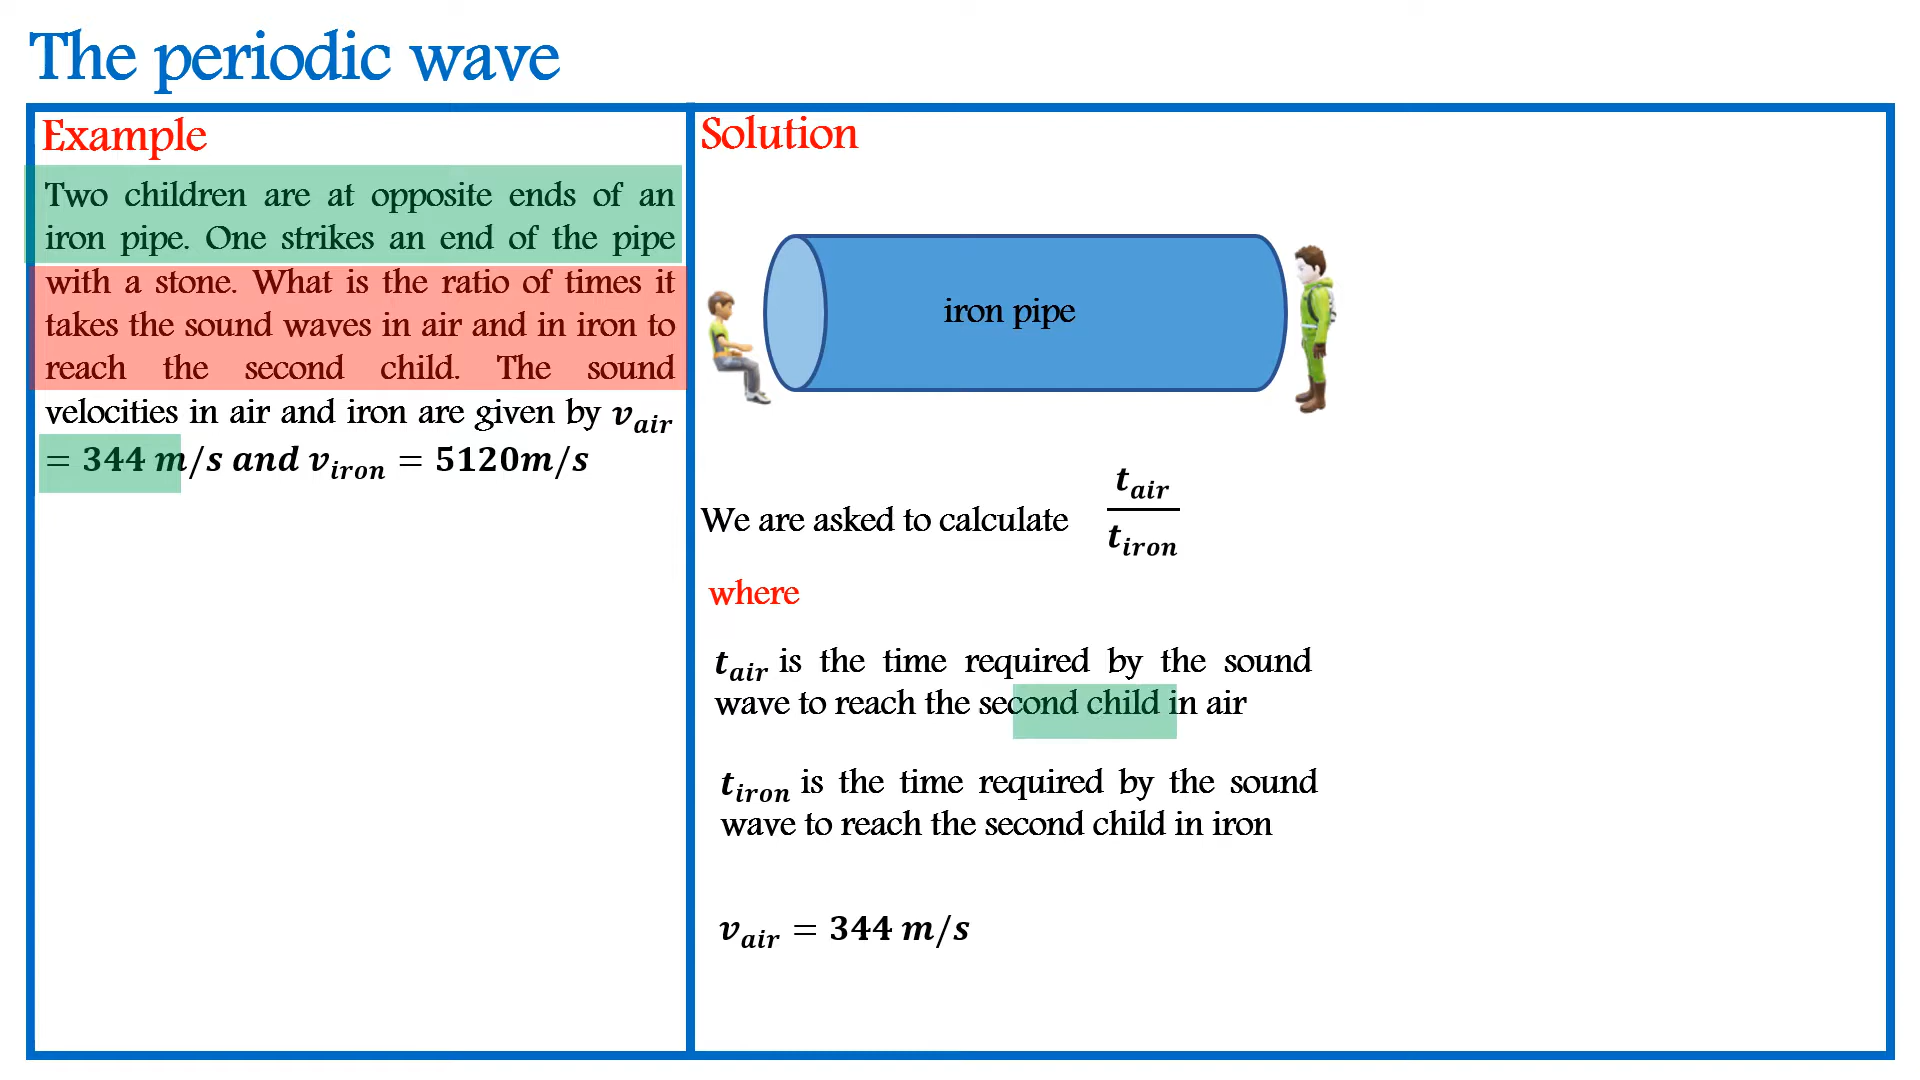 The periodic wave
Example
Two children are at opposite ends of an
iron pipe. One strikes an end of the pipe
with a stone. What is the ratio of times it
takes the sound waves in air and in iron to
reach the second child. The sound
velocities in air and iron are given by v_air
= 344 m/s and v_iron = 5120m/s
Solution
iron pipe
We are asked to calculate t_air / t_iron
where
t_air is the time required by the sound
wave to reach the second child in air
t_iron is the time required by the sound
wave to reach the second child in iron
v_air = 344 m/s